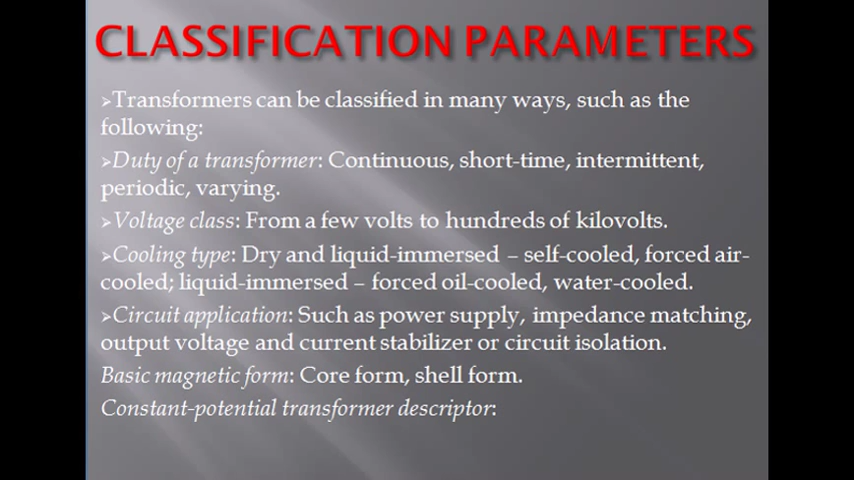 CLASSIFICATION PARAMETERS
➢Transformers can be classified in many ways, such as the
following:
➢Duty of a transformer: Continuous, short-time, intermittent,
periodic, varying.
➢Voltage class: From a few volts to hundreds of kilovolts.
➢Cooling type: Dry and liquid-immersed – self-cooled, forced air-
cooled; liquid-immersed – forced oil-cooled, water-cooled.
➢Circuit application: Such as power supply, impedance matching,
output voltage and current stabilizer or circuit isolation.
Basic magnetic form: Core form, shell form.
Constant-potential transformer descriptor: